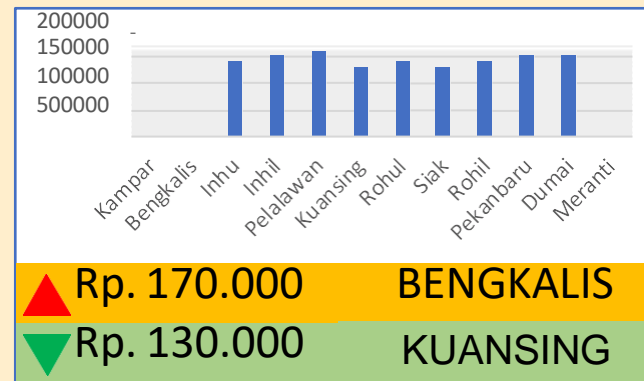 200000
150000
100000
500000
Kampar
Bengkalis
Inhu
Inhil
Pelalawan
Kuansing
Rohul
Siak
Rohil
Pekanbaru
Dumai
Meranti
Rp. 170.000 BENGKALIS
Rp. 130.000 KUANSING